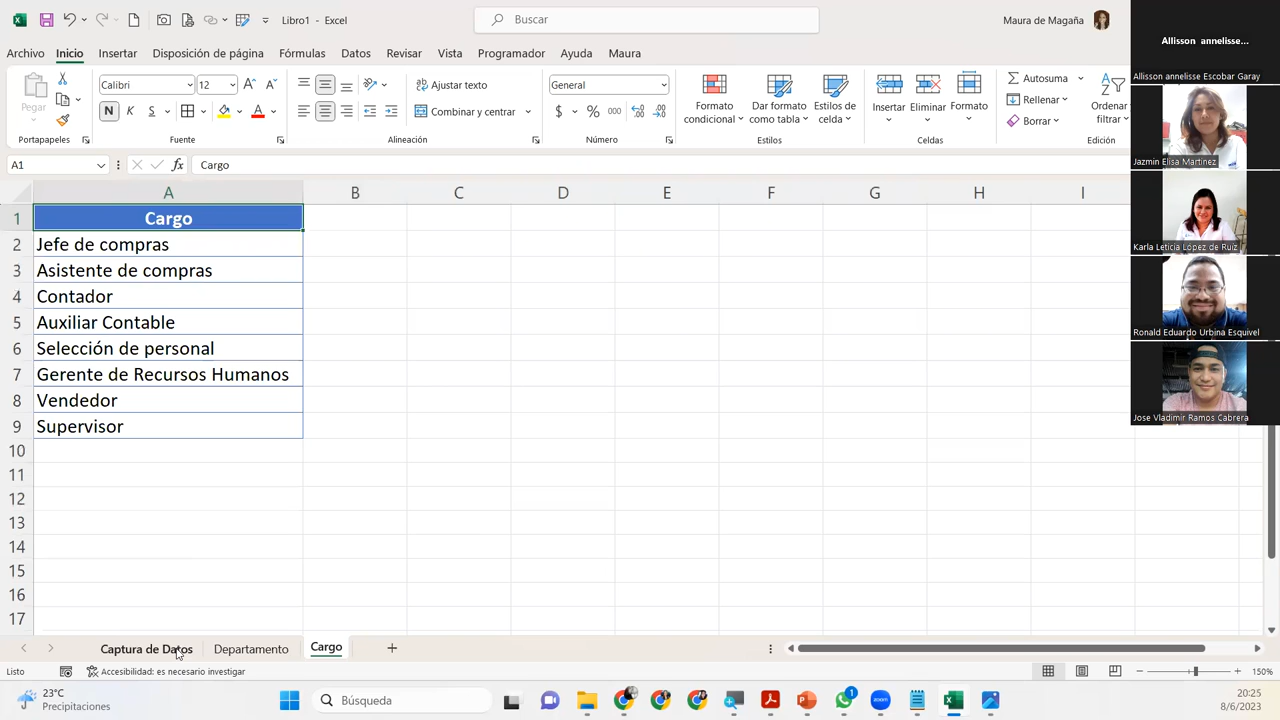 Libro1 - Excel
Buscar
Maura de Magaña
Archivo Inicio Insertar Disposición de página Fórmulas Datos Revisar Vista Programador Ayuda Maura
Pegar
Calibri 12
N K S
Ajustar texto
Combinar y centrar
General
$ % 000
Formato condicional
Dar formato como tabla
Estilos de celda
Insertar
Eliminar
Formato
Autosuma
Rellenar
Borrar
Ordenar filtrar
Portapapeles Fuente Alineación Número Estilos Celdas Edición
A1 fx Cargo
A B C D E F G H I
1 Cargo
2 Jefe de compras
3 Asistente de compras
4 Contador
5 Auxiliar Contable
6 Selección de personal
7 Gerente de Recursos Humanos
8 Vendedor
9 Supervisor
10
11
12
13
14
15
16
17
Captura de Datos Departamento Cargo
Listo Accesibilidad: es necesario investigar 150%
23°C
Precipitaciones
Búsqueda
1
20:25
8/6/2023
Allisson annelisse...
Allisson annelisse Escobar Garay
Jazmin Elisa Martinez
Karla Leticia López de Ruiz
Ronald Eduardo Urbina Esquivel
Jose Vladimir Ramos Cabrera